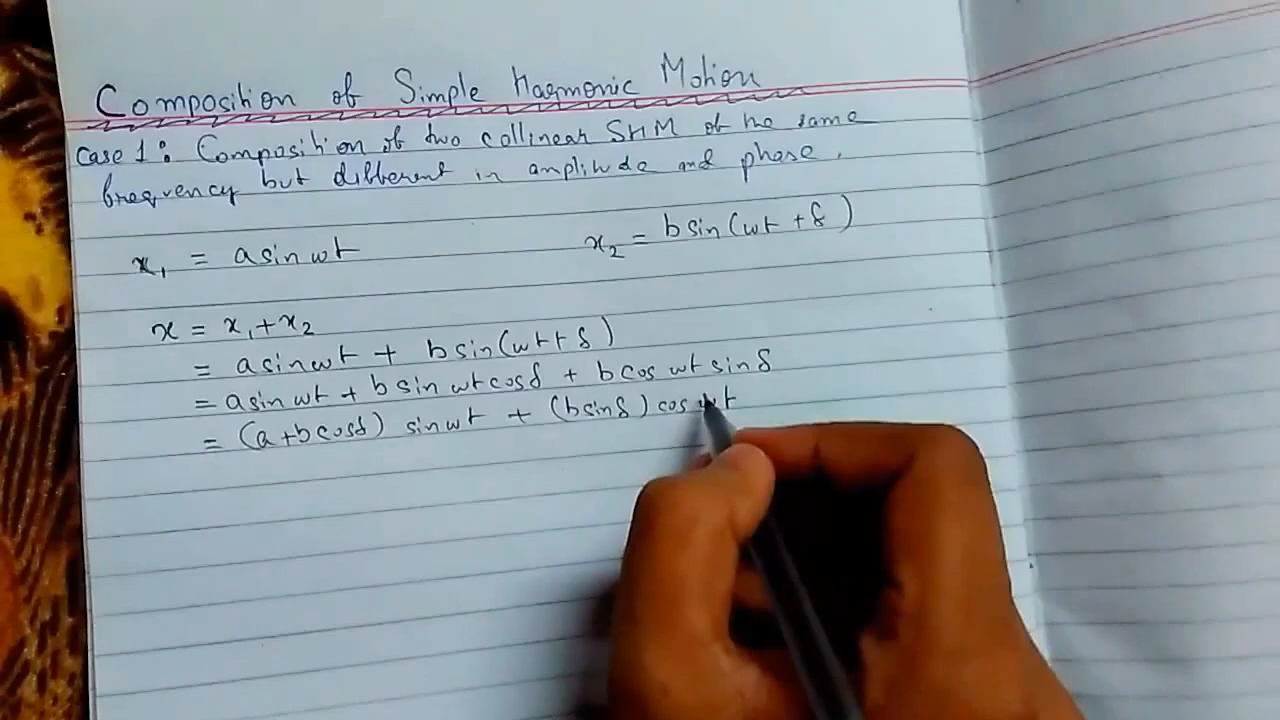 Composition of Simple Harmonic Motion
Case 1: Composition of two collinear SHM of the same
frequency but different in amplitude and phase.
x₁ = a sin ωt x₂ = b sin(ωt + δ)
x = x₁ + x₂
= a sin ωt + b sin(ωt + δ)
= a sin ωt + b sin ωt cos δ + b cos ωt sin δ
= (a + b cos δ) sin ωt + (b sin δ) cos ωt